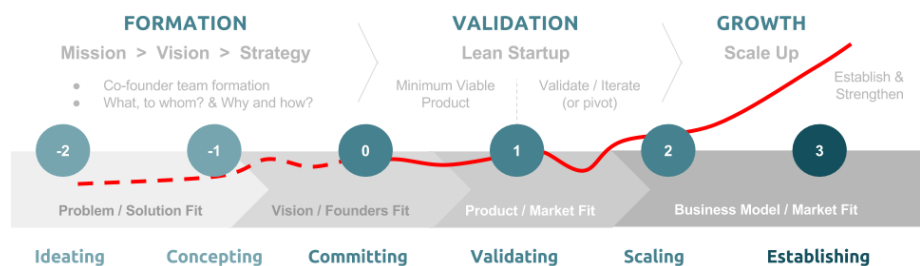 FORMATION
Mission > Vision > Strategy
● Co-founder team formation
● What, to whom? & Why and how?
VALIDATION
Lean Startup
Minimum Viable
Product
Validate / Iterate
(or pivot)
GROWTH
Scale Up
Establish &
Strengthen
-2
-1
0
1
2
3
Problem / Solution Fit
Vision / Founders Fit
Product / Market Fit
Business Model / Market Fit
Ideating
Concepting
Committing
Validating
Scaling
Establishing